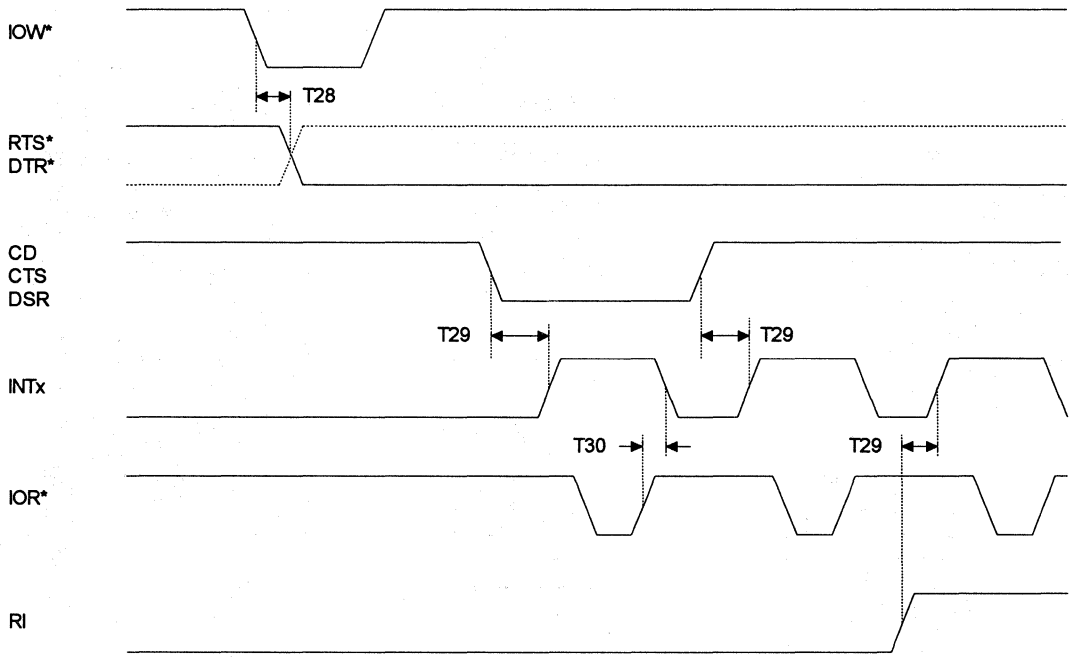 IOW*
T28
RTS*
DTR*
CD
CTS
DSR
T29
T29
INTx
T30
T29
IOR*
RI